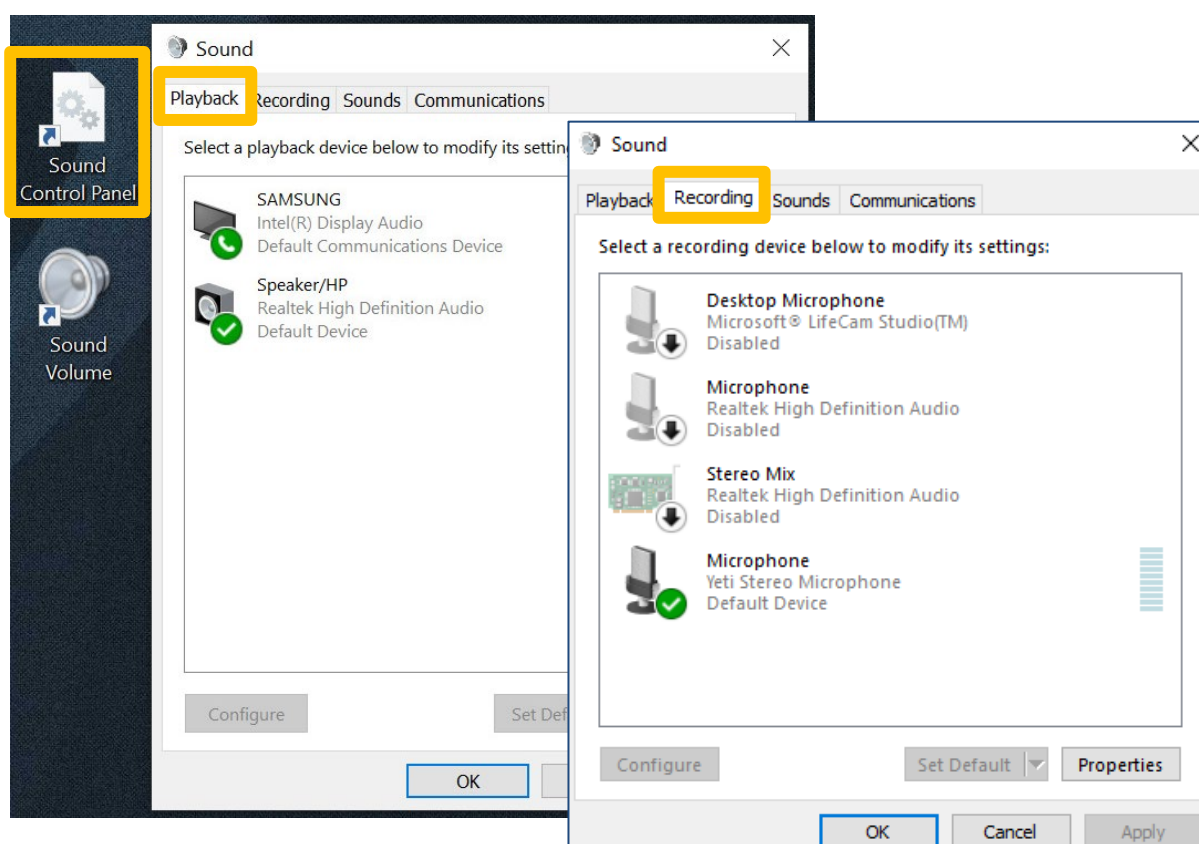 Sound
Control Panel
Sound
Volume
Sound
Playback Recording Sounds Communications
Select a playback device below to modify its settin
SAMSUNG
Intel(R) Display Audio
Default Communications Device
Speaker/HP
Realtek High Definition Audio
Default Device
Configure Set Def
OK
Sound
Playback Recording Sounds Communications
Select a recording device below to modify its settings:
Desktop Microphone
Microsoft® LifeCam Studio(TM)
Disabled
Microphone
Realtek High Definition Audio
Disabled
Stereo Mix
Realtek High Definition Audio
Disabled
Microphone
Yeti Stereo Microphone
Default Device
Configure Set Default Properties
OK Cancel Apply